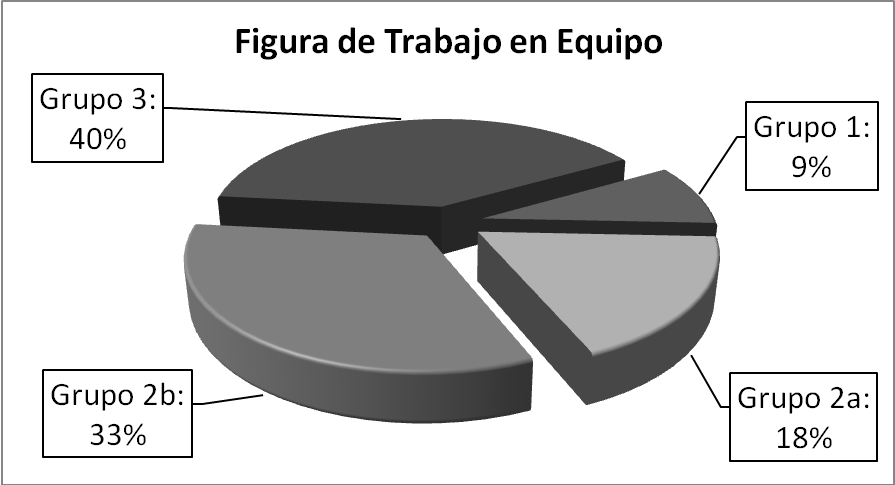 Figura de Trabajo en Equipo
Grupo 3:
40%
Grupo 1:
9%
Grupo 2b:
33%
Grupo 2a:
18%